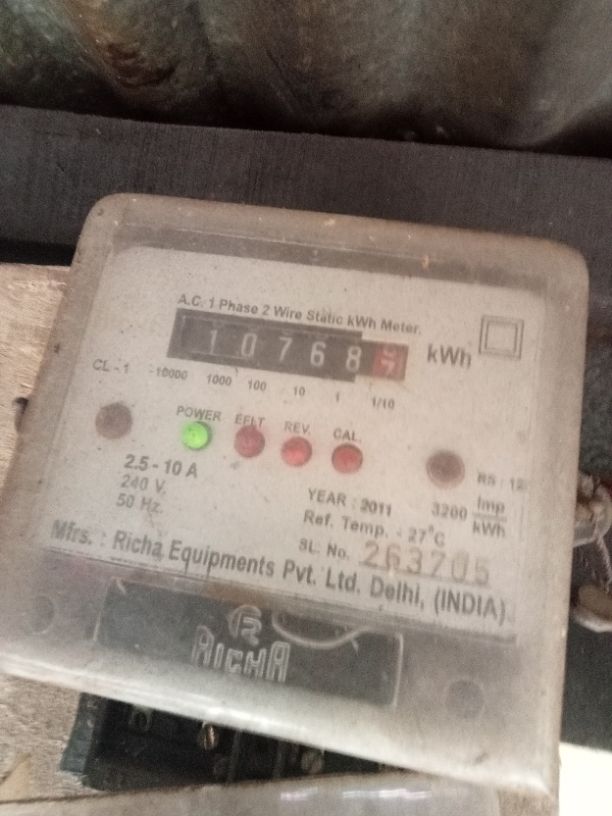 A.C. 1 Phase 2 Wire Static kWh Meter.
1 0 7 6 8 kWh
CL - 1 10000 1000 100 10 1 1/10
POWER EFLT REV. CAL.
2.5 - 10 A
240 V.
50 Hz.
YEAR : 2011
Ref. Temp. - 27°C
SL. No. 263705
3200 Imp/kWh
Mfrs. : Richa Equipments Pvt. Ltd. Delhi, (INDIA)
RICHA